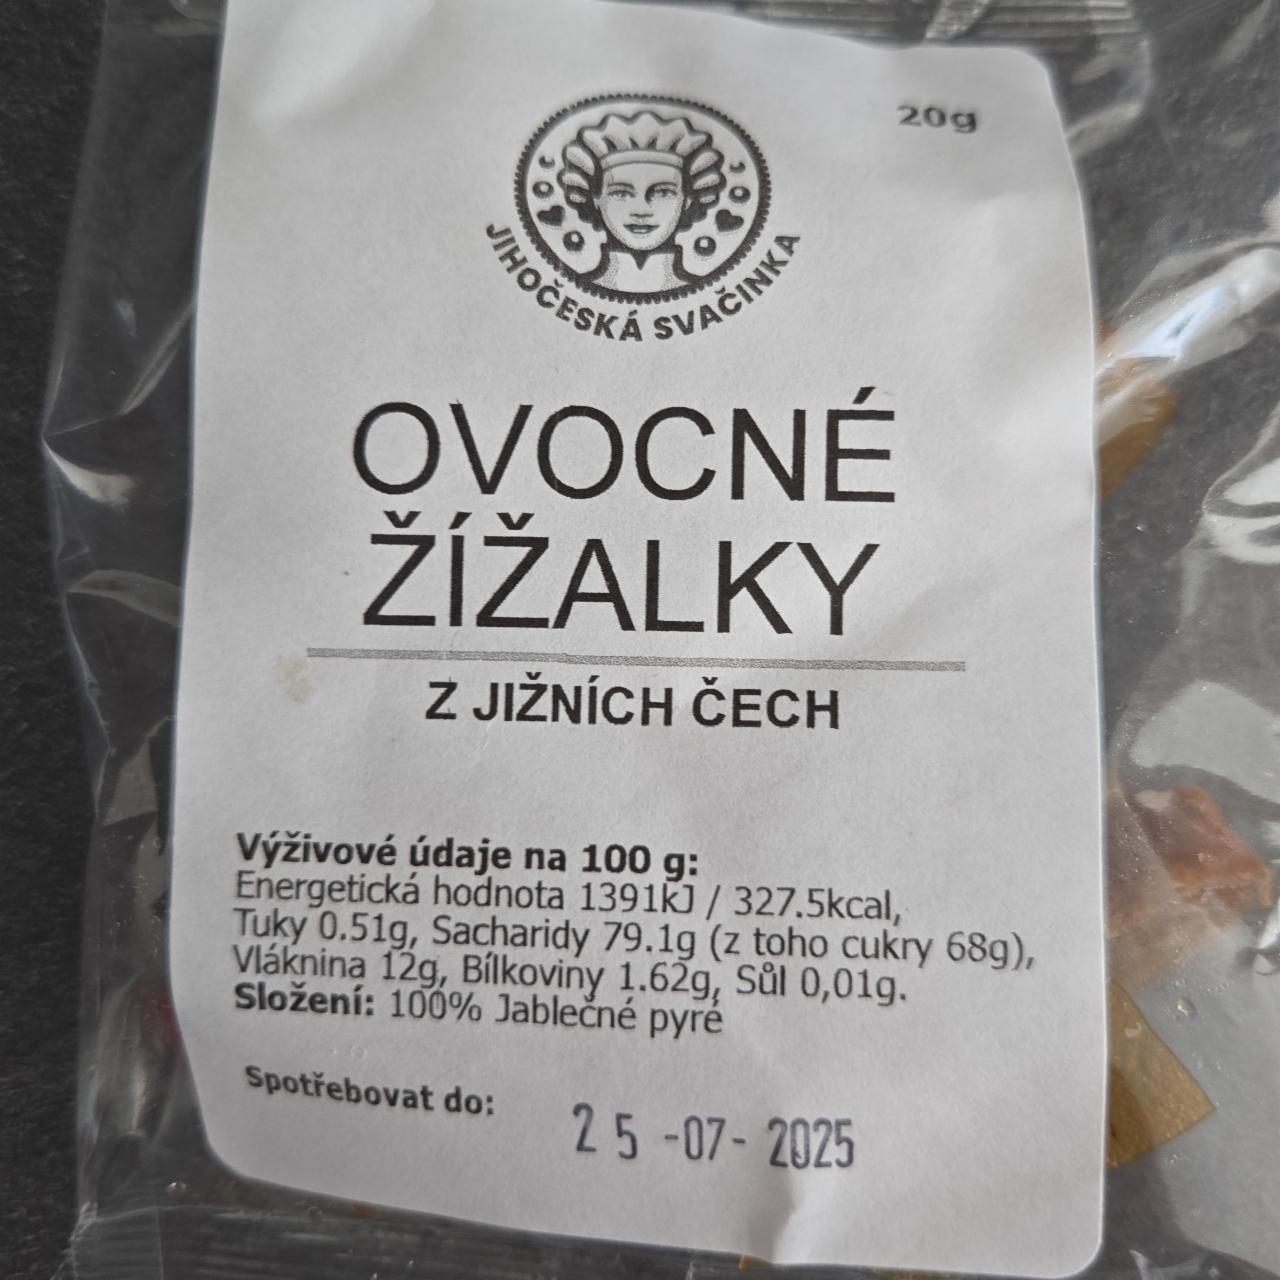 20g
JIHOČESKÁ SVAČINKA
OVOCNÉ
ŽÍŽALKY
Z JIŽNÍCH ČECH
Výživové údaje na 100 g:
Energetická hodnota 1391kJ / 327.5kcal,
Tuky 0.51g, Sacharidy 79.1g (z toho cukry 68g),
Vláknina 12g, Bílkoviny 1.62g, Sůl 0,01g.
Složení: 100% Jablečné pyré
Spotřebovat do: 25 -07- 2025